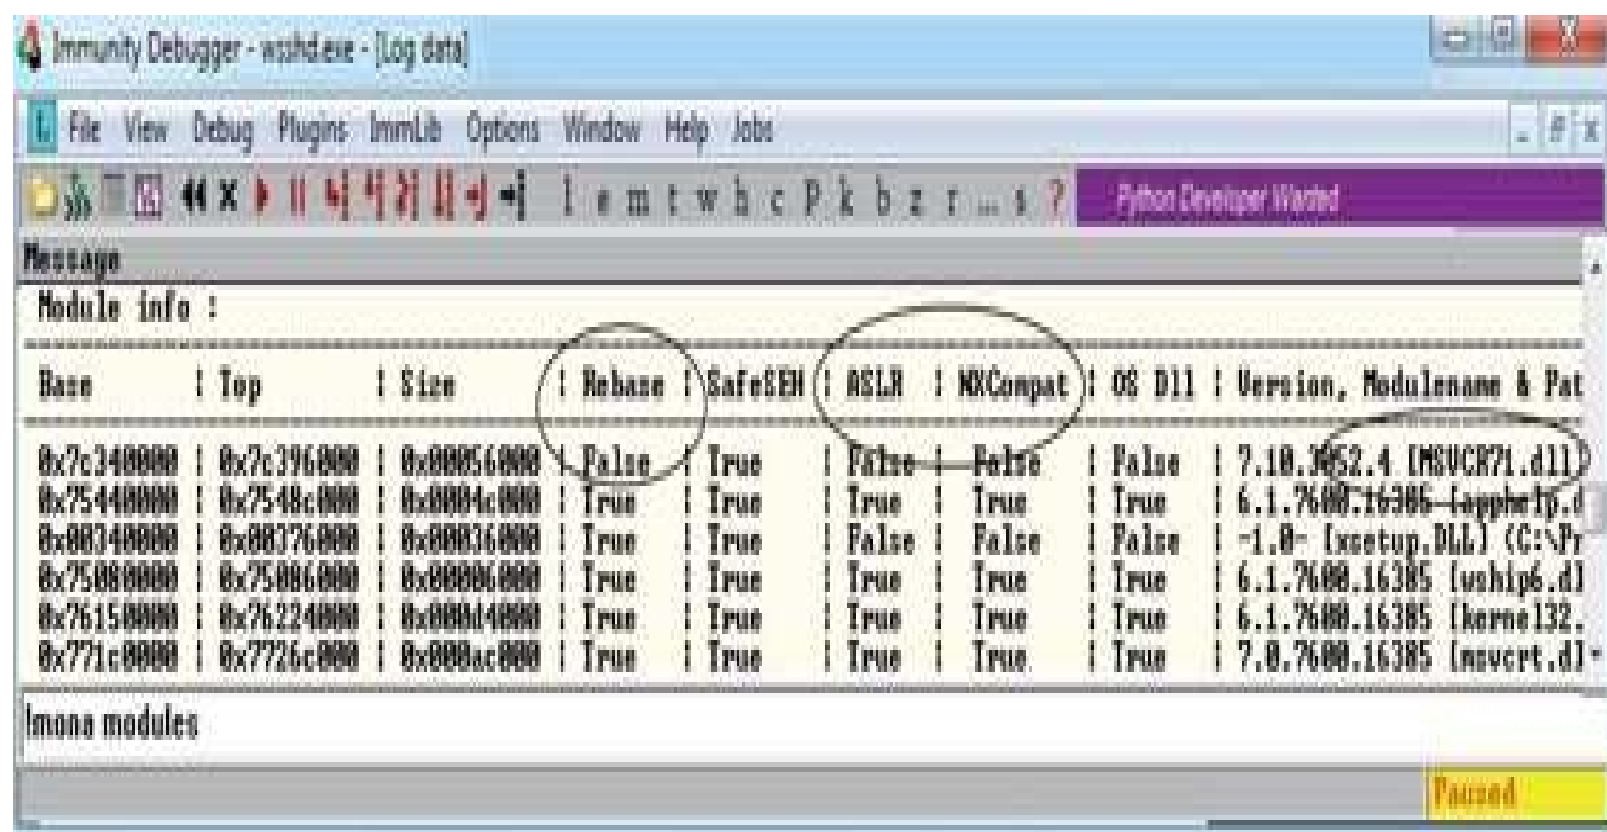 Immunity Debugger - wsshd.exe - [Log data]
File View Debug Plugins ImmLib Options Window Help Jobs
l e m t w h c P k b z r ... s ? Python Developer Wanted
Message
Module info :
Base | Top | Size | Rebase | SafeSEH | ASLR | NXCompat | OS Dll | Version, Modulename & Pat
0x7c340000 | 0x7c396000 | 0x00056000 | False | True | False | False | False | 7.10.3052.4 [MSVCR71.dll]
0x75440000 | 0x7548c000 | 0x0004c000 | True | True | True | True | True | 6.1.7600.16385 [apphelp.d
0x00340000 | 0x00376000 | 0x00036000 | True | True | False | False | False | -1.0- [xsetup.DLL] (C:\Pr
0x75080000 | 0x75086000 | 0x00006000 | True | True | True | True | True | 6.1.7600.16385 [wship6.dl
0x76150000 | 0x76224000 | 0x000d4000 | True | True | True | True | True | 6.1.7600.16385 [kernel32.
0x771c0000 | 0x7726c000 | 0x000ac000 | True | True | True | True | True | 7.0.7600.16385 [msvcrt.dl
!mona modules
Paused